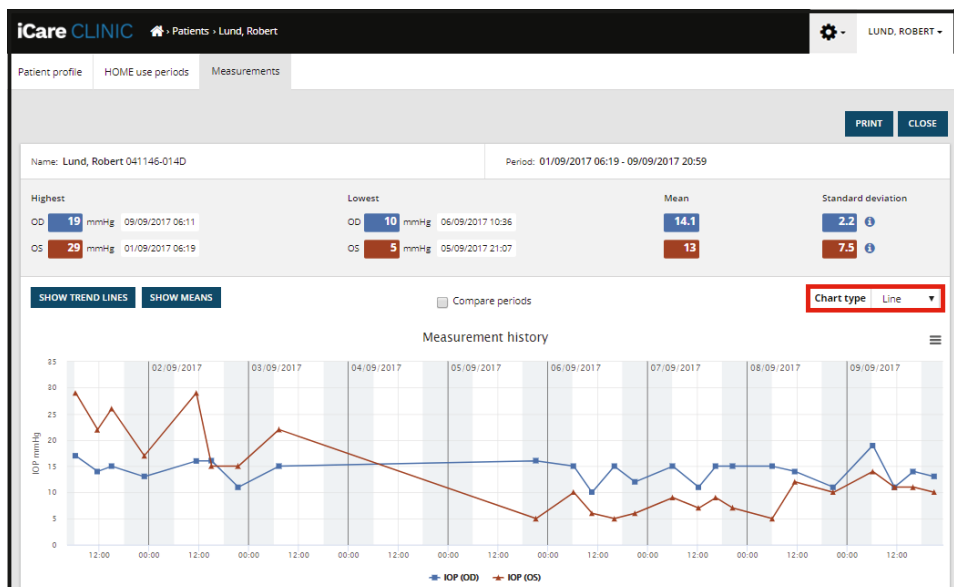 iCare CLINIC › Patients › Lund, Robert LUND, ROBERT
Patient profile HOME use periods Measurements
PRINT CLOSE
Name: Lund, Robert 041146-014D Period: 01/09/2017 06:19 - 09/09/2017 20:59
Highest Lowest Mean Standard deviation
OD 19 mmHg 09/09/2017 06:11 OD 10 mmHg 06/09/2017 10:36 14.1 2.2
OS 29 mmHg 01/09/2017 06:19 OS 5 mmHg 05/09/2017 21:07 13 7.5
SHOW TREND LINES SHOW MEANS Compare periods Chart type Line
Measurement history
02/09/2017 03/09/2017 04/09/2017 05/09/2017 06/09/2017 07/09/2017 08/09/2017 09/09/2017
35
30
25
20
15
10
5
0
IOP mmHg
12:00 00:00 12:00 00:00 12:00 00:00 12:00 00:00 12:00 00:00 12:00 00:00 12:00 00:00 12:00 00:00 12:00
IOP (OD) IOP (OS)